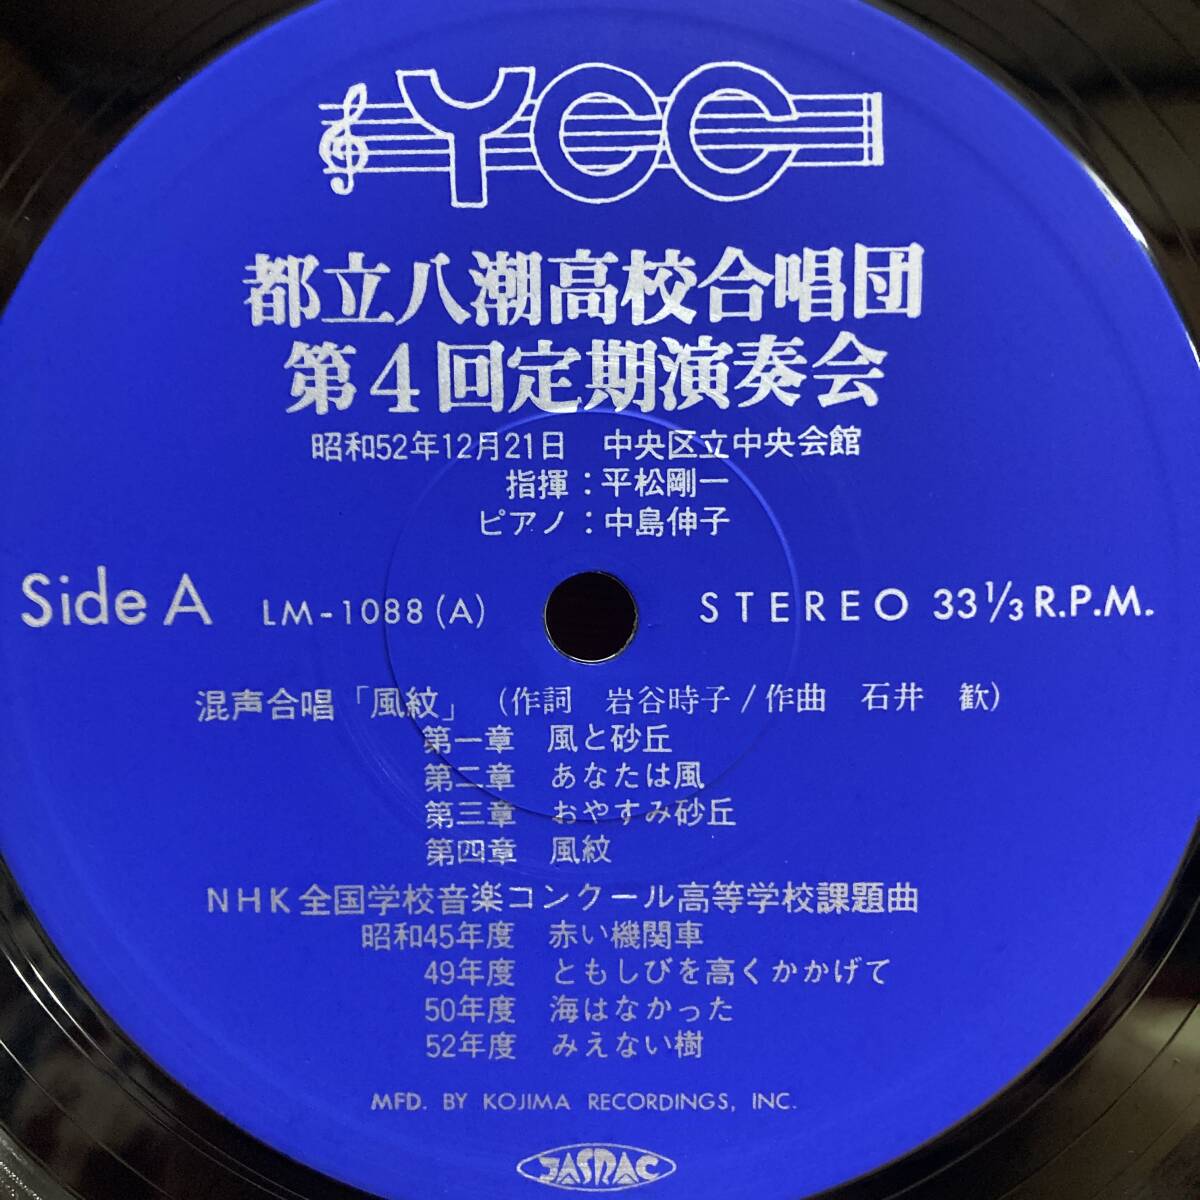 YCC
都立八潮高校合唱団
第4回定期演奏会
昭和52年12月21日　中央区立中央会館
指揮：平松剛一
ピアノ：中島伸子
Side A　LM-1088(A)　STEREO 33 1/3 R.P.M.
混声合唱「風紋」（作詞　岩谷時子/作曲　石井　歓）
第一章　風と砂丘
第二章　あなたは風
第三章　おやすみ砂丘
第四章　風紋
NHK全国学校音楽コンクール高等学校課題曲
昭和45年度　赤い機関車
49年度　ともしびを高くかかげて
50年度　海はなかった
52年度　みえない樹
MFD. BY KOJIMA RECORDINGS, INC.
JASRAC